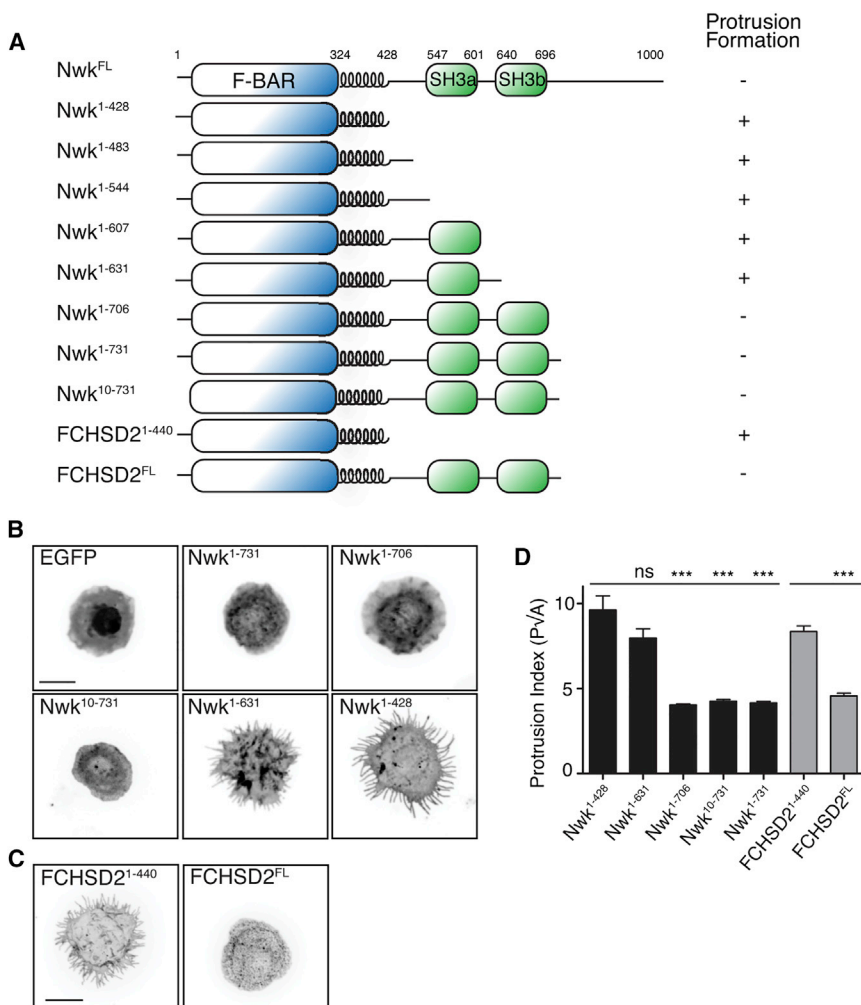 A
Protrusion
Formation
1 324 428 547 601 640 696 1000
Nwk^FL F-BAR SH3a SH3b -
Nwk^1-428 +
Nwk^1-483 +
Nwk^1-544 +
Nwk^1-607 +
Nwk^1-631 +
Nwk^1-706 -
Nwk^1-731 -
Nwk^10-731 -
FCHSD2^1-440 +
FCHSD2^FL -
B
EGFP Nwk^1-731 Nwk^1-706
Nwk^10-731 Nwk^1-631 Nwk^1-428
C
FCHSD2^1-440 FCHSD2^FL
D
ns *** *** *** ***
Protrusion Index (P√A)
10
5
0
Nwk^1-428 Nwk^1-631 Nwk^1-706 Nwk^10-731 Nwk^1-731 FCHSD2^1-440 FCHSD2^FL